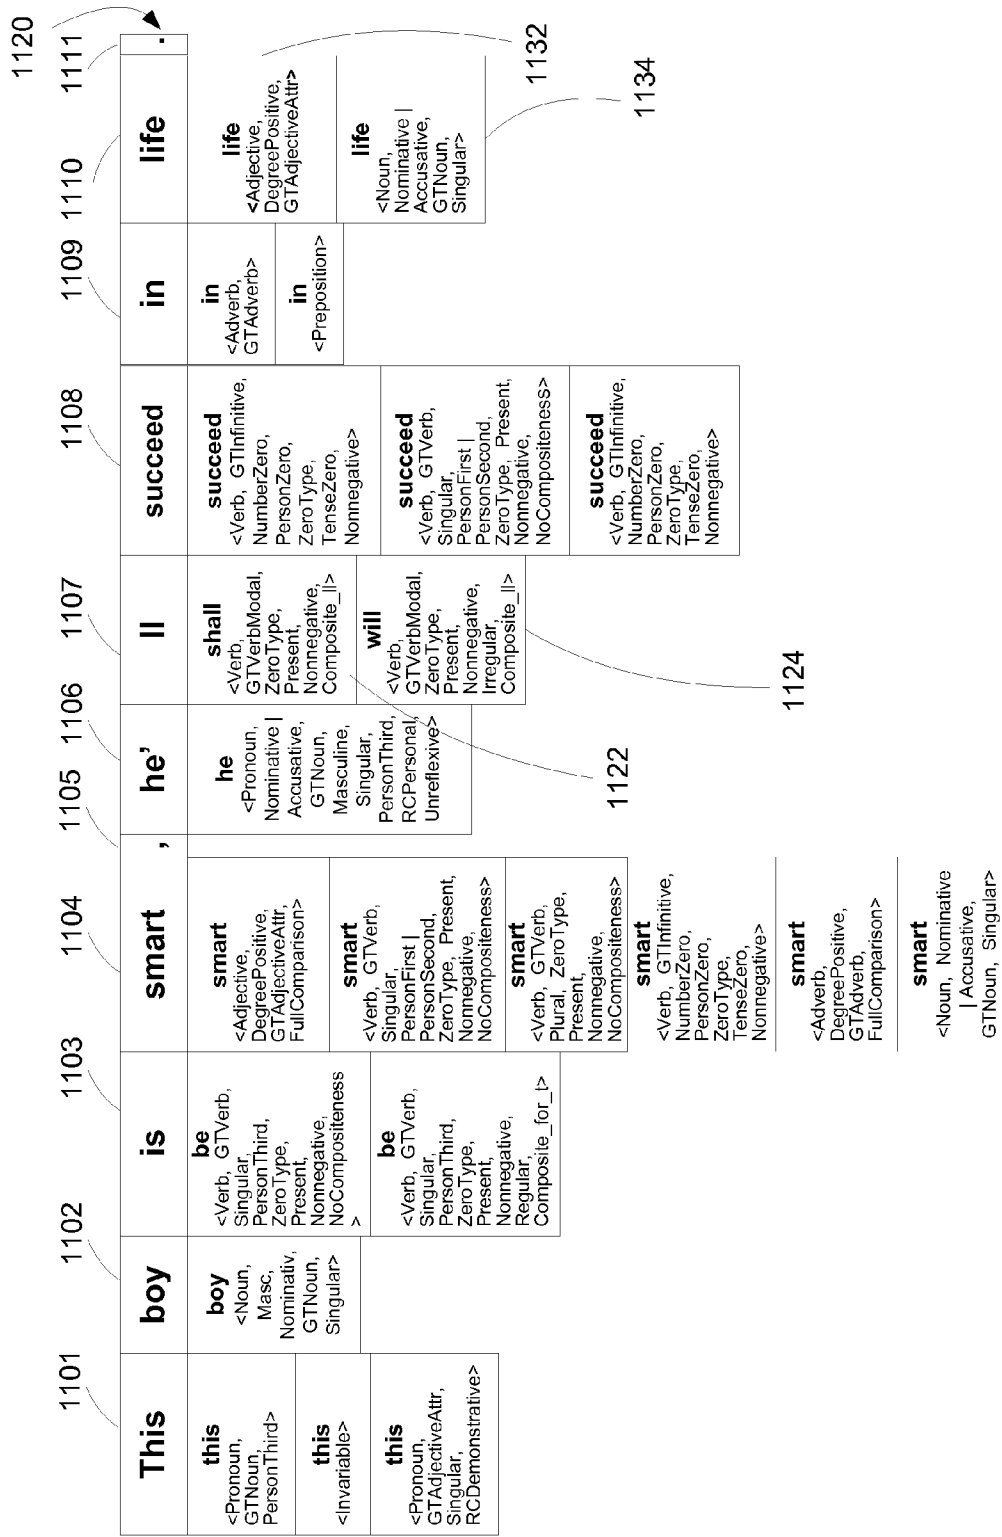 1120
1101
1102
1103
1104
1105
1106
1107
1108
1109
1110
1111
This
boy
is
smart
,
he’
ll
succeed
in
life
.
this
<Pronoun,
GTNoun,
PersonThird>
this
<Invariable>
this
<Pronoun,
GTAdjectiveAttr,
Singular,
RCDemonstrative>
boy
<Noun,
Masc,
Nominativ,
GTNoun,
Singular>
be
<Verb, GTVerb,
Singular,
PersonThird,
ZeroType,
Present,
Nonnegative,
NoCompositeness
>
be
<Verb, GTVerb,
Singular,
PersonThird,
ZeroType,
Present,
Nonnegative,
Regular,
Composite_for_t>
smart
<Adjective,
DegreePositive,
GTAdjectiveAttr,
FullComparison>
smart
<Verb, GTVerb,
Singular,
PersonFirst |
PersonSecond,
ZeroType, Present,
Nonnegative,
NoCompositeness>
smart
<Verb, GTVerb,
Plural, ZeroType,
Present,
Nonnegative,
NoCompositeness>
smart
<Verb, GTInfinitive,
NumberZero,
PersonZero,
ZeroType,
TenseZero,
Nonnegative>
smart
<Adverb,
DegreePositive,
GTAdverb,
FullComparison>
smart
<Noun, Nominative
| Accusative,
GTNoun, Singular>
he
<Pronoun,
Nominative |
Accusative,
GTNoun,
Masculine,
Singular,
PersonThird,
RCPersonal,
Unreflexive>
shall
<Verb,
GTVerbModal,
ZeroType,
Present,
Nonnegative,
Composite_ll>
will
<Verb,
GTVerbModal,
ZeroType,
Present,
Nonnegative,
Irregular,
Composite_ll>
succeed
<Verb, GTInfinitive,
NumberZero,
PersonZero,
ZeroType,
TenseZero,
Nonnegative>
succeed
<Verb, GTVerb,
Singular,
PersonFirst |
PersonSecond,
ZeroType, Present,
Nonnegative,
NoCompositeness>
succeed
<Verb, GTInfinitive,
NumberZero,
PersonZero,
ZeroType,
TenseZero,
Nonnegative>
in
<Adverb,
GTAdverb>
in
<Preposition>
life
<Adjective,
DegreePositive,
GTAdjectiveAttr>
life
<Noun,
Nominative |
Accusative,
GTNoun,
Singular>
1122
1124
1132
1134